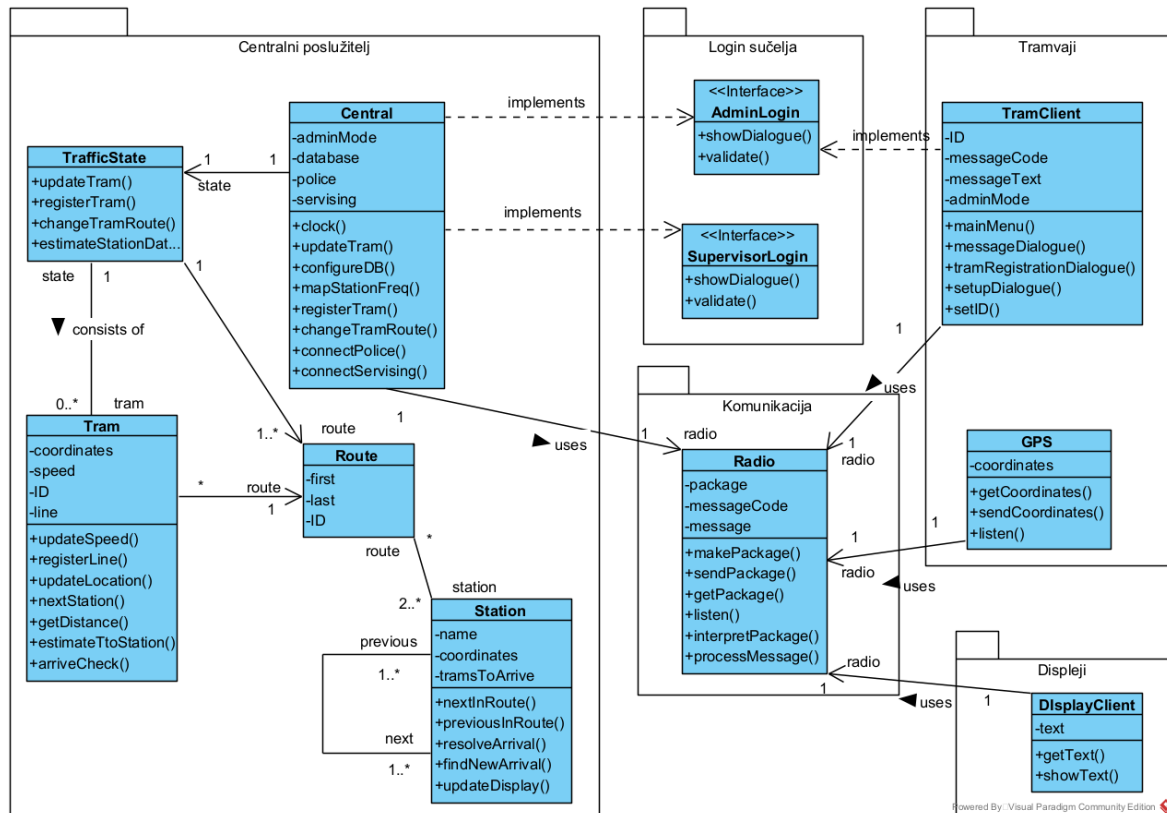 Centralni poslužitelj
Central
-adminMode
-database
-police
-servising
+clock()
+updateTram()
+configureDB()
+mapStationFreq()
+registerTram()
+changeTramRoute()
+connectPolice()
+connectServising()
TrafficState
+updateTram()
+registerTram()
+changeTramRoute()
+estimateStationDat...
1
1
state
state
1
consists of
0..*
tram
1
1..*
route
Tram
-coordinates
-speed
-ID
-line
+updateSpeed()
+registerLine()
+updateLocation()
+nextStation()
+getDistance()
+estimateTtoStation()
+arriveCheck()
*
route
1
Route
-first
-last
-ID
route
*
station
2..*
Station
-name
-coordinates
-tramsToArrive
+nextInRoute()
+previousInRoute()
+resolveArrival()
+findNewArrival()
+updateDisplay()
previous
1..*
next
1..*
implements
implements
Login sučelja
<<Interface>>
AdminLogin
+showDialogue()
+validate()
<<Interface>>
SupervisorLogin
+showDialogue()
+validate()
implements
Tramvaji
TramClient
-ID
-messageCode
-messageText
-adminMode
+mainMenu()
+messageDialogue()
+tramRegistrationDialogue()
+setupDialogue()
+setID()
1
uses
1
radio
GPS
-coordinates
+getCoordinates()
+sendCoordinates()
+listen()
1
1
radio
uses
Komunikacija
1
uses
1
radio
Radio
-package
-messageCode
-message
+makePackage()
+sendPackage()
+getPackage()
+listen()
+interpretPackage()
+processMessage()
radio
1
uses
1
Displeji
DIsplayClient
-text
+getText()
+showText()
Powered By Visual Paradigm Community Edition